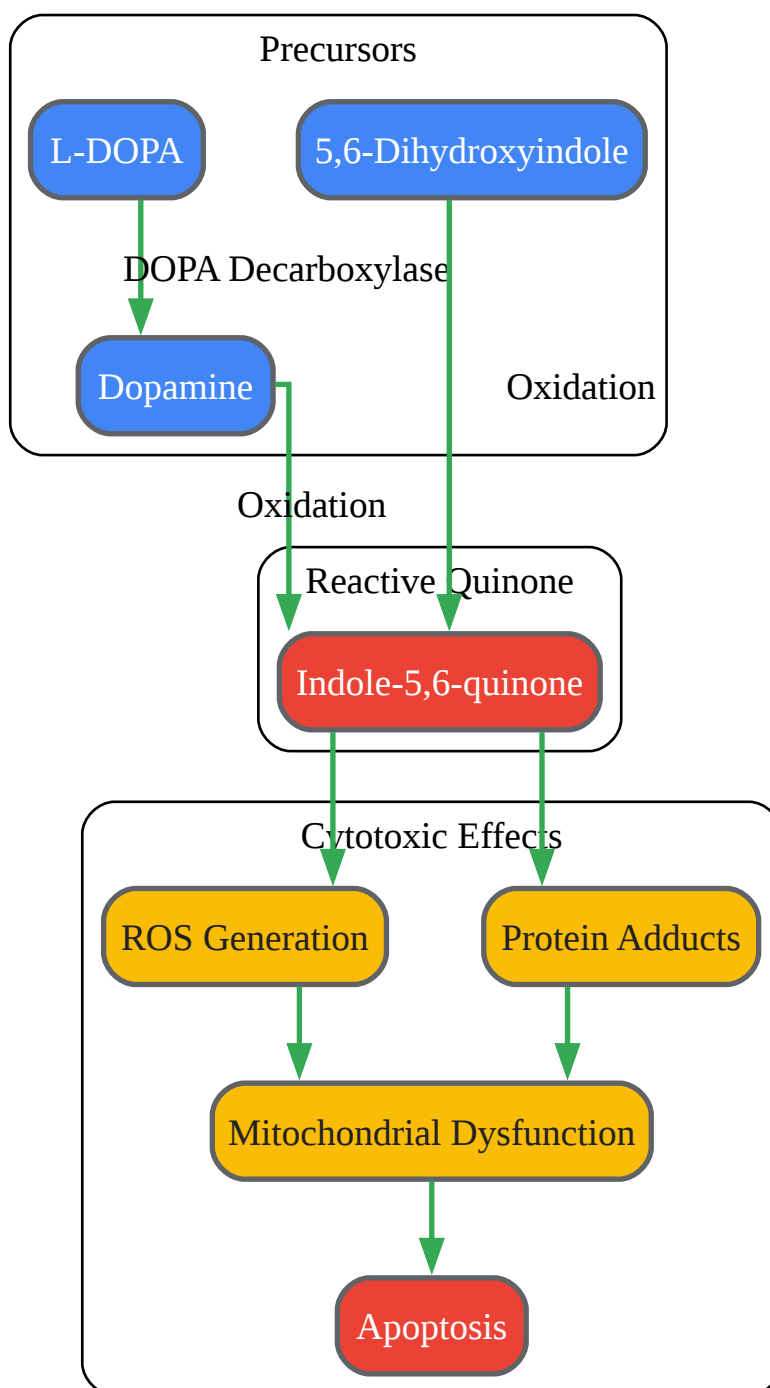 Precursors
L-DOPA
5,6-Dihydroxyindole
DOPA Decarboxylase
Dopamine
Oxidation
Oxidation
Reactive Quinone
Indole-5,6-quinone
Cytotoxic Effects
ROS Generation
Protein Adducts
Mitochondrial Dysfunction
Apoptosis